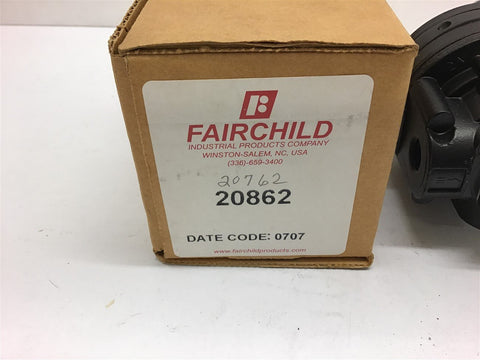 FAIRCHILD
INDUSTRIAL PRODUCTS COMPANY
WINSTON-SALEM, NC, USA
(336)-659-3400
20762
20862
DATE CODE: 0707
www.fairchildproducts.com